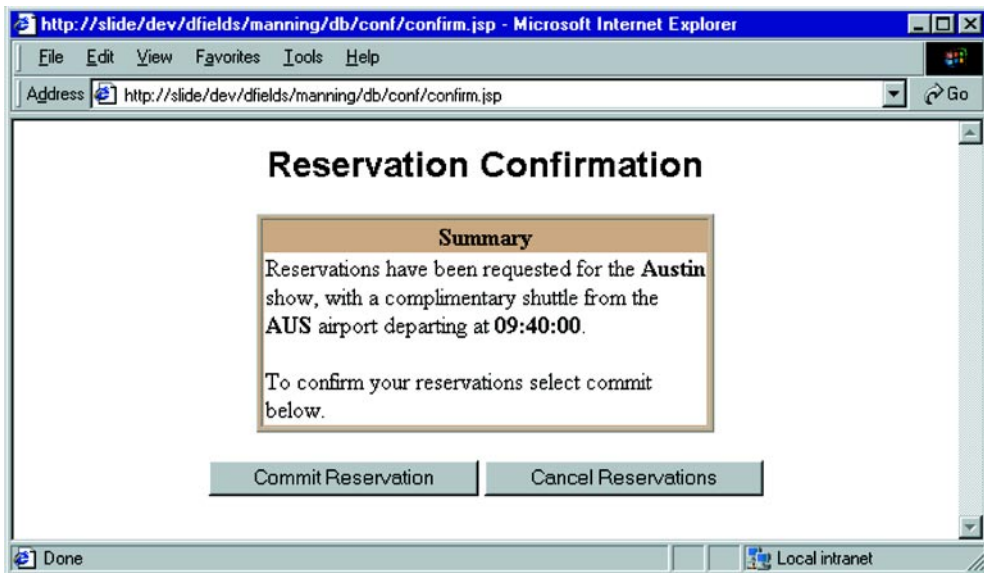 http://slide/dev/dfields/manning/db/conf/confirm.jsp - Microsoft Internet Explorer
File Edit View Favorites Tools Help
Address http://slide/dev/dfields/manning/db/conf/confirm.jsp Go
Reservation Confirmation
Summary
Reservations have been requested for the Austin
show, with a complimentary shuttle from the
AUS airport departing at 09:40:00.
To confirm your reservations select commit
below.
Commit Reservation Cancel Reservations
Done Local intranet